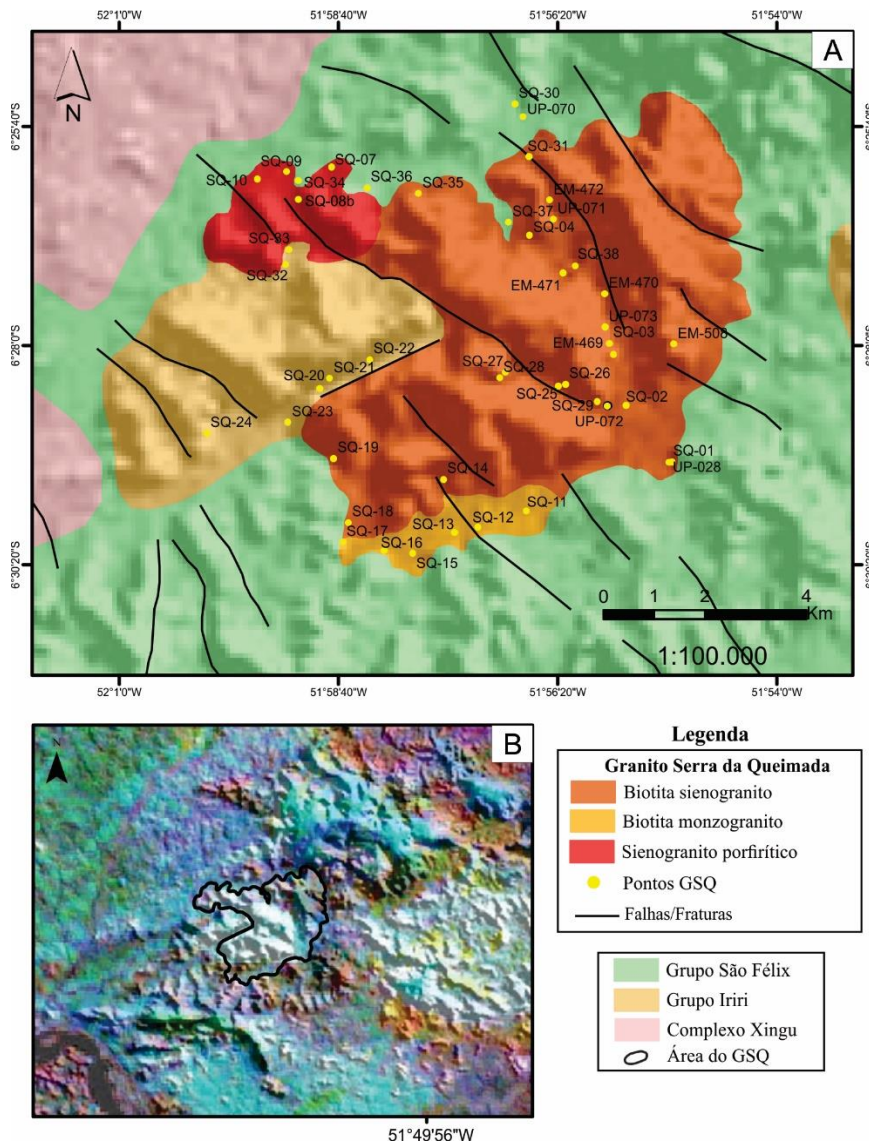 52°1'0"W
51°58'40"W
51°56'20"W
51°54'0"W
A
N
6°25'40"S
6°25'40"S
SQ-30
UP-070
SQ-31
SQ-09
SQ-07
SQ-10
SQ-34
SQ-36
SQ-35
SQ-08b
EM-472
UP-071
SQ-37
SQ-04
SQ-33
SQ-32
SQ-38
EM-471
EM-470
UP-073
SQ-03
6°28'0"S
6°28'0"S
EM-469
EM-508
SQ-22
SQ-21
SQ-20
SQ-27
SQ-28
SQ-26
SQ-25
SQ-29
SQ-02
UP-072
SQ-23
SQ-24
SQ-19
SQ-01
UP-028
SQ-14
SQ-11
SQ-18
SQ-13
SQ-12
SQ-17
SQ-16
SQ-15
6°30'20"S
0 1 2 4
Km
1:100.000
52°1'0"W
51°58'40"W
51°56'20"W
51°54'0"W
B
N
51°49'56"W
Legenda
Granito Serra da Queimada
Biotita sienogranito
Biotita monzogranito
Sienogranito porfirítico
Pontos GSQ
Falhas/Fraturas
Grupo São Félix
Grupo Iriri
Complexo Xingu
Área do GSQ